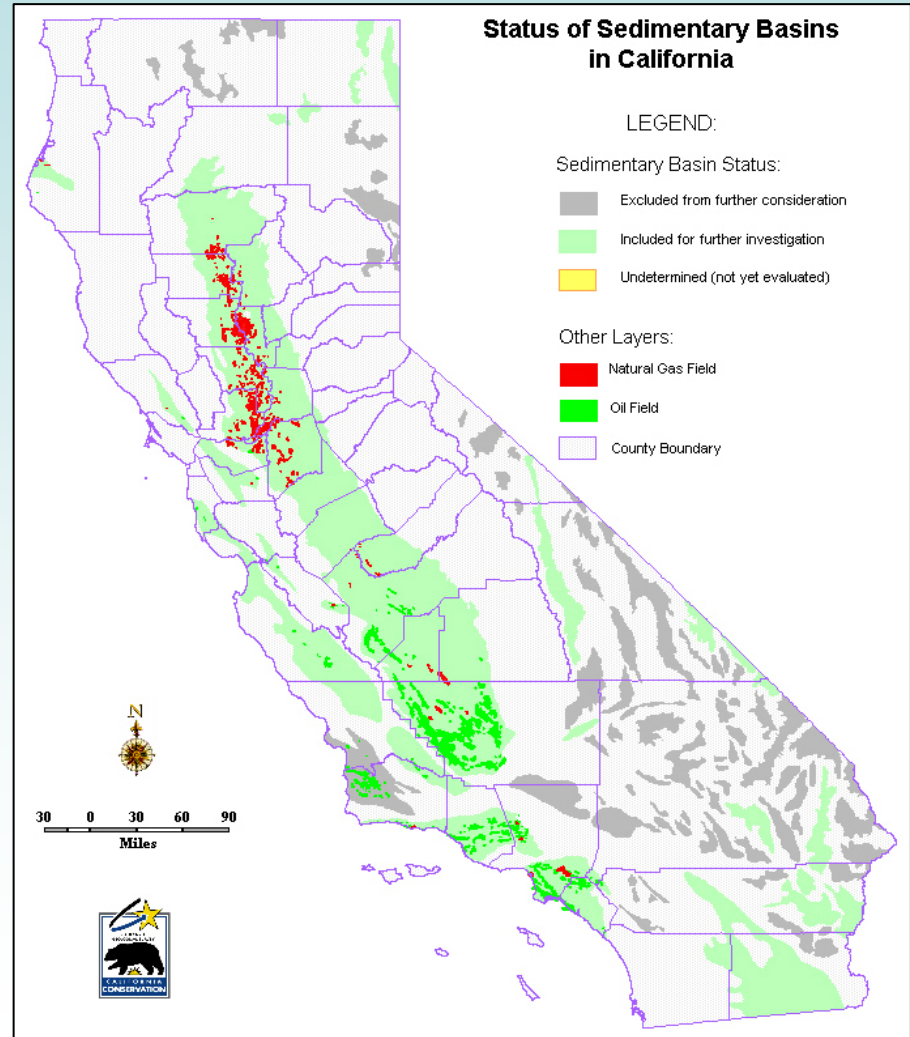 Status of Sedimentary Basins
in California
LEGEND:
Sedimentary Basin Status:
Excluded from further consideration
Included for further investigation
Undetermined (not yet evaluated)
Other Layers:
Natural Gas Field
Oil Field
County Boundary
N
30 0 30 60 90
Miles
CALIFORNIA
CONSERVATION